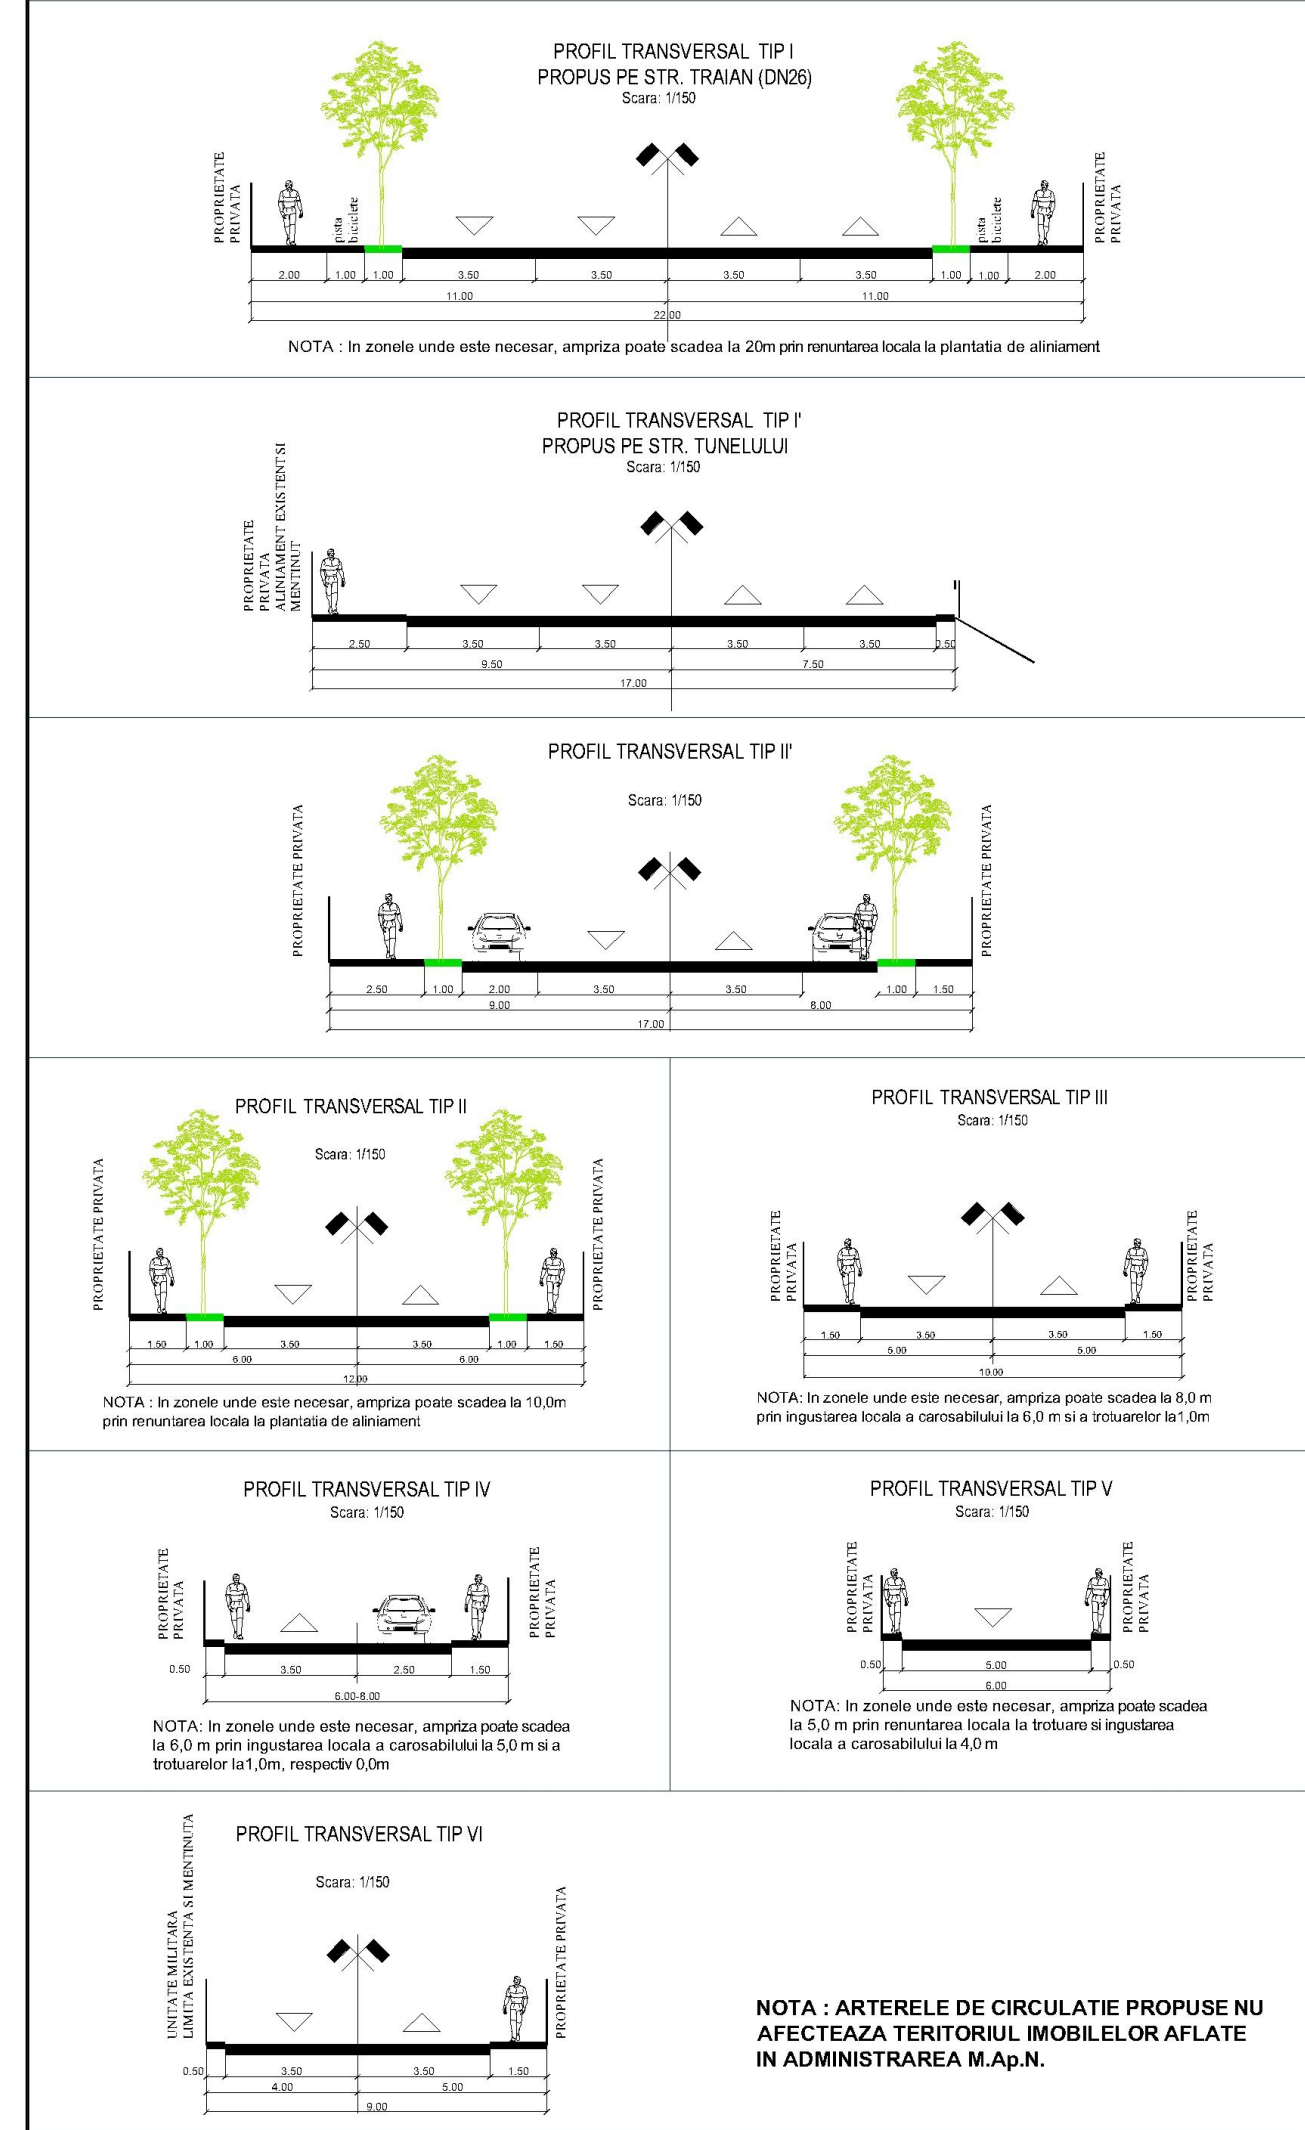 PROFIL TRANSVERSAL TIP I
PROPUS PE STR. TRAIAN (DN26)
Scara: 1/150
PROPRIETATE
PRIVATA
pista
biciclete
pista
biciclete
PROPRIETATE
PRIVATA
2.00 1.00 1.00 3.50 3.50 3.50 3.50 1.00 1.00 2.00
11.00 11.00
22.00
NOTA : In zonele unde este necesar, ampriza poate scadea la 20m prin renuntarea locala la plantatia de aliniament
PROFIL TRANSVERSAL TIP I'
PROPUS PE STR. TUNELULUI
Scara: 1/150
PROPRIETATE
PRIVATA
ALINIAMENT EXISTENT SI
MENTINUT
2.50 3.50 3.50 3.50 3.50 0.50
9.50 7.50
17.00
PROFIL TRANSVERSAL TIP II'
Scara: 1/150
PROPRIETATE PRIVATA
PROPRIETATE PRIVATA
2.50 1.00 2.00 3.50 3.50 1.00 1.50
9.00 8.00
17.00
PROFIL TRANSVERSAL TIP II
Scara: 1/150
PROPRIETATE PRIVATA
PROPRIETATE PRIVATA
1.50 1.00 3.50 3.50 1.00 1.50
6.00 6.00
12.00
NOTA : In zonele unde este necesar, ampriza poate scadea la 10,0m
prin renuntarea locala la plantatia de aliniament
PROFIL TRANSVERSAL TIP III
Scara: 1/150
PROPRIETATE
PRIVATA
PROPRIETATE
PRIVATA
1.50 3.50 3.50 1.50
5.00 5.00
10.00
NOTA: In zonele unde este necesar, ampriza poate scadea la 8,0 m
prin ingustarea locala a carosabilului la 6,0 m si a trotuarelor la1,0m
PROFIL TRANSVERSAL TIP IV
Scara: 1/150
PROPRIETATE
PRIVATA
PROPRIETATE
PRIVATA
0.50 3.50 2.50 1.50
6.00-8.00
NOTA: In zonele unde este necesar, ampriza poate scadea
la 6,0 m prin ingustarea locala a carosabilului la 5,0 m si a
trotuarelor la1,0m, respectiv 0,0m
PROFIL TRANSVERSAL TIP V
Scara: 1/150
PROPRIETATE
PRIVATA
PROPRIETATE
PRIVATA
0.50 5.00 0.50
6.00
NOTA: In zonele unde este necesar, ampriza poate scadea
la 5,0 m prin renuntarea locala la trotuare si ingustarea
locala a carosabilului la 4,0 m
PROFIL TRANSVERSAL TIP VI
Scara: 1/150
UNITATE MILITARA
LIMITA EXISTENTA SI MENTINUTA
PROPRIETATE PRIVATA
0.50 3.50 3.50 1.50
4.00 5.00
9.00
NOTA : ARTERELE DE CIRCULATIE PROPUSE NU
AFECTEAZA TERITORIUL IMOBILELOR AFLATE
IN ADMINISTRAREA M.Ap.N.